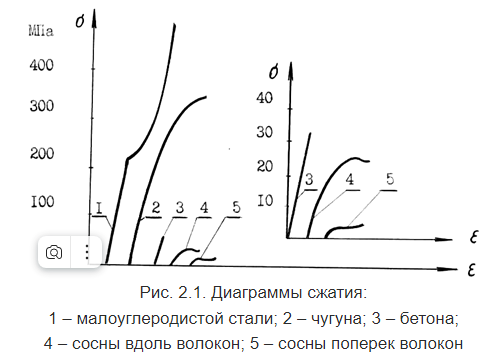 МПа б
400
300
200
100
1 2 3 4 5
ε
б
40
30
20
10
3 4 5
ε
Рис. 2.1. Диаграммы сжатия:
1 – малоуглеродистой стали; 2 – чугуна; 3 – бетона;
4 – сосны вдоль волокон; 5 – сосны поперек волокон